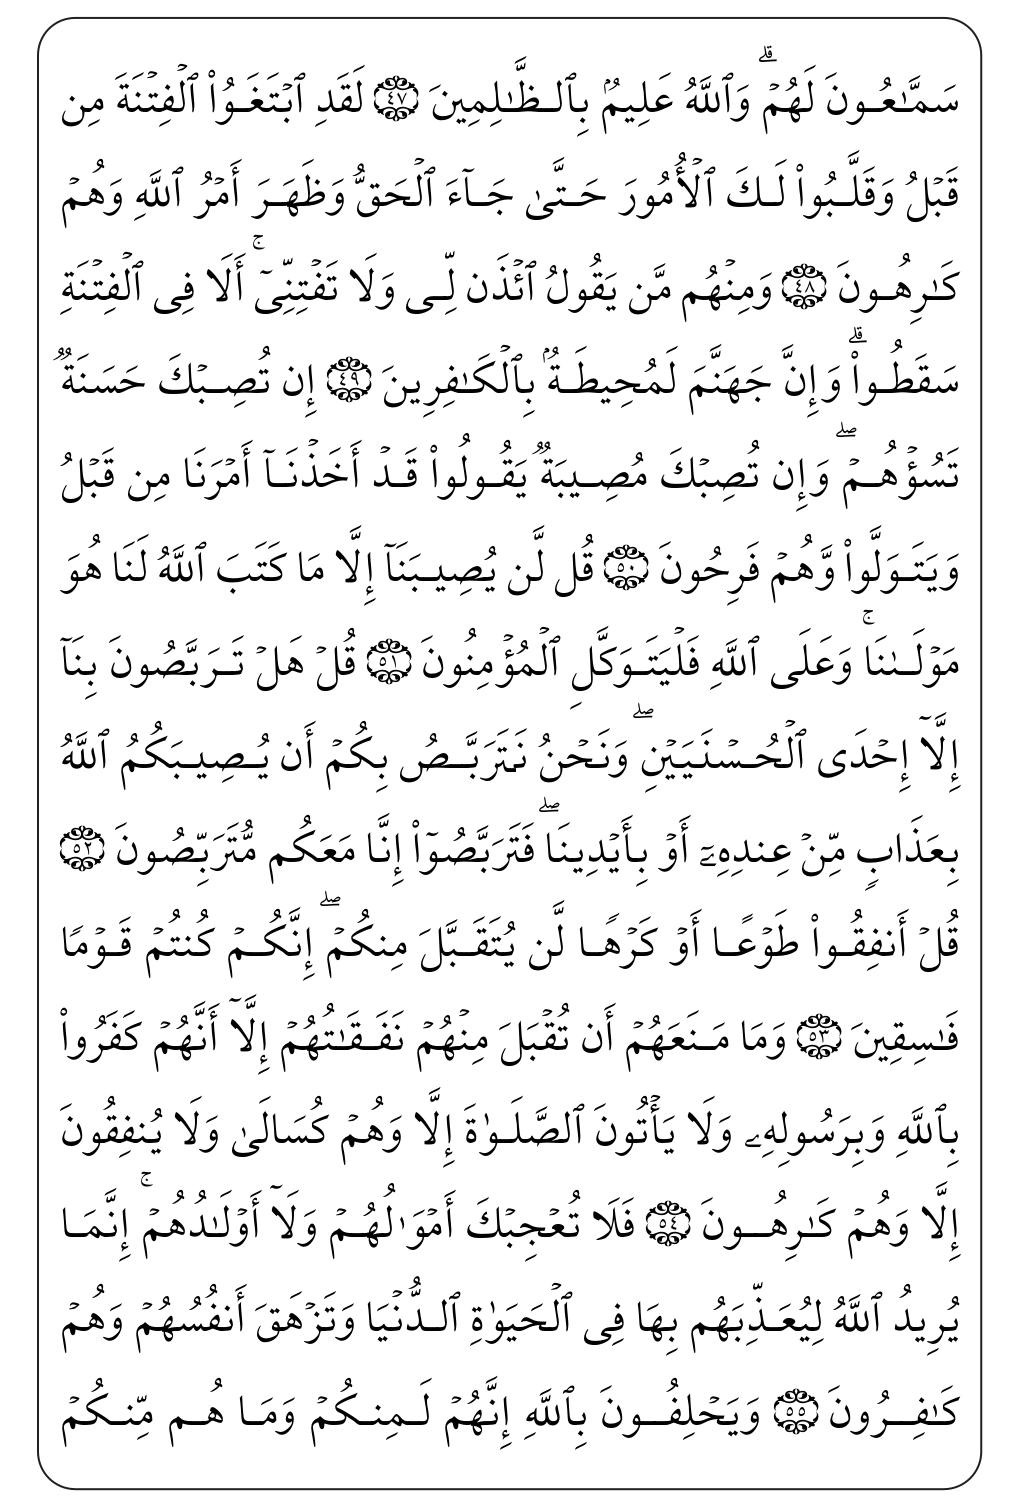 سَمَّـٰعُونَ لَهُمْۗ وَٱللَّهُ عَلِيمُۢ بِٱلظَّـٰلِمِينَ ٤٧ لَقَدِ ٱبْتَغَوُا۟ ٱلْفِتْنَةَ مِن
قَبْلُ وَقَلَّبُوا۟ لَكَ ٱلْأُمُورَ حَتَّىٰ جَآءَ ٱلْحَقُّ وَظَهَرَ أَمْرُ ٱللَّهِ وَهُمْ
كَـٰرِهُونَ ٤٨ وَمِنْهُم مَّن يَقُولُ ٱئْذَن لِّى وَلَا تَفْتِنِّىٓۚ أَلَا فِى ٱلْفِتْنَةِ
سَقَطُوا۟ۗ وَإِنَّ جَهَنَّمَ لَمُحِيطَةُۢ بِٱلْكَـٰفِرِينَ ٤٩ إِن تُصِبْكَ حَسَنَةٌۭ
تَسُؤْهُمْۖ وَإِن تُصِبْكَ مُصِيبَةٌۭ يَقُولُوا۟ قَدْ أَخَذْنَآ أَمْرَنَا مِن قَبْلُ
وَيَتَوَلَّوا۟ وَّهُمْ فَرِحُونَ ٥٠ قُل لَّن يُصِيبَنَآ إِلَّا مَا كَتَبَ ٱللَّهُ لَنَا هُوَ
مَوْلَـٰنَاۚ وَعَلَى ٱللَّهِ فَلْيَتَوَكَّلِ ٱلْمُؤْمِنُونَ ٥١ قُلْ هَلْ تَرَبَّصُونَ بِنَآ
إِلَّآ إِحْدَى ٱلْحُسْنَيَيْنِۖ وَنَحْنُ نَتَرَبَّصُ بِكُمْ أَن يُصِيبَكُمُ ٱللَّهُ
بِعَذَابٍۢ مِّنْ عِندِهِۦٓ أَوْ بِأَيْدِينَاۖ فَتَرَبَّصُوٓا۟ إِنَّا مَعَكُم مُّتَرَبِّصُونَ ٥٢
قُلْ أَنفِقُوا۟ طَوْعًا أَوْ كَرْهًۭا لَّن يُتَقَبَّلَ مِنكُمْۖ إِنَّكُمْ كُنتُمْ قَوْمًۭا
فَـٰسِقِينَ ٥٣ وَمَا مَنَعَهُمْ أَن تُقْبَلَ مِنْهُمْ نَفَقَـٰتُهُمْ إِلَّآ أَنَّهُمْ كَفَرُوا۟
بِٱللَّهِ وَبِرَسُولِهِۦ وَلَا يَأْتُونَ ٱلصَّلَوٰةَ إِلَّا وَهُمْ كُسَالَىٰ وَلَا يُنفِقُونَ
إِلَّا وَهُمْ كَـٰرِهُونَ ٥٤ فَلَا تُعْجِبْكَ أَمْوَٰلُهُمْ وَلَآ أَوْلَـٰدُهُمْۚ إِنَّمَا
يُرِيدُ ٱللَّهُ لِيُعَذِّبَهُم بِهَا فِى ٱلْحَيَوٰةِ ٱلدُّنْيَا وَتَزْهَقَ أَنفُسُهُمْ وَهُمْ
كَـٰفِرُونَ ٥٥ وَيَحْلِفُونَ بِٱللَّهِ إِنَّهُمْ لَمِنكُمْ وَمَا هُم مِّنكُمْ